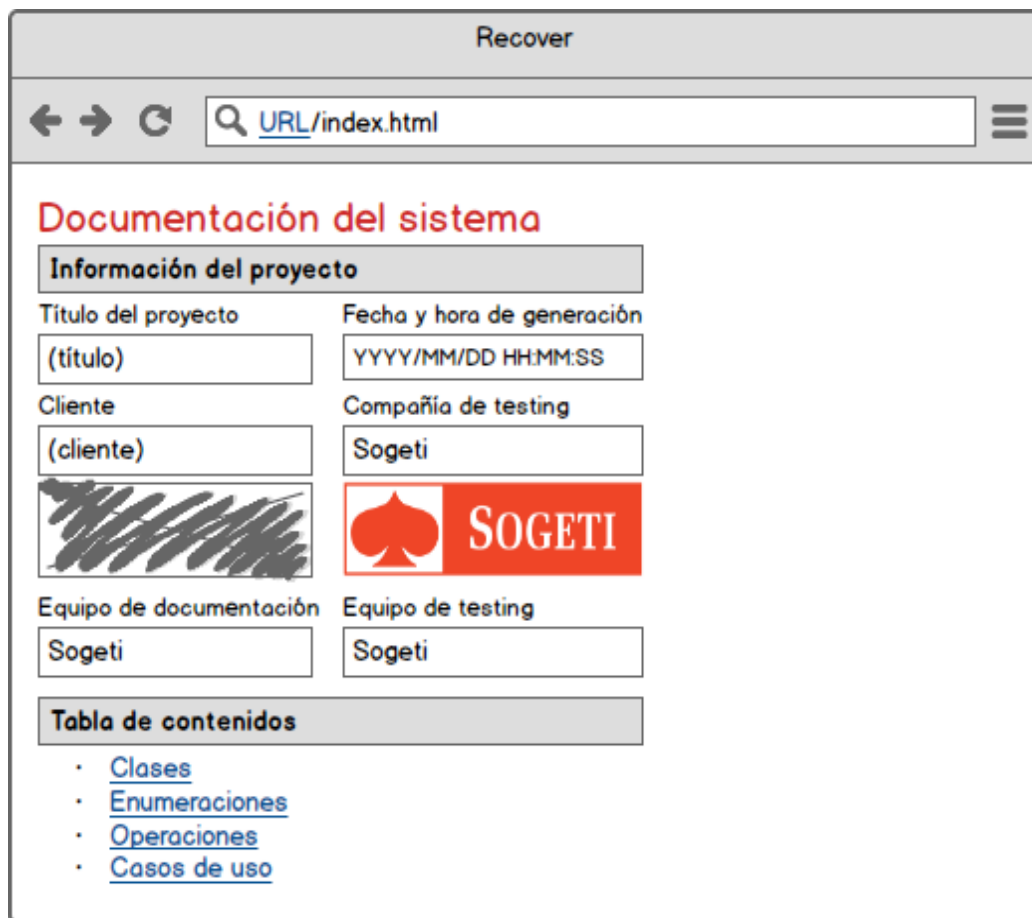 Recover
URL/index.html
Documentación del sistema
Información del proyecto
Título del proyecto Fecha y hora de generación
(título) YYYY/MM/DD HH:MM:SS
Cliente Compañía de testing
(cliente) Sogeti
SOGETI
Equipo de documentación Equipo de testing
Sogeti Sogeti
Tabla de contenidos
· Clases
· Enumeraciones
· Operaciones
· Casos de uso